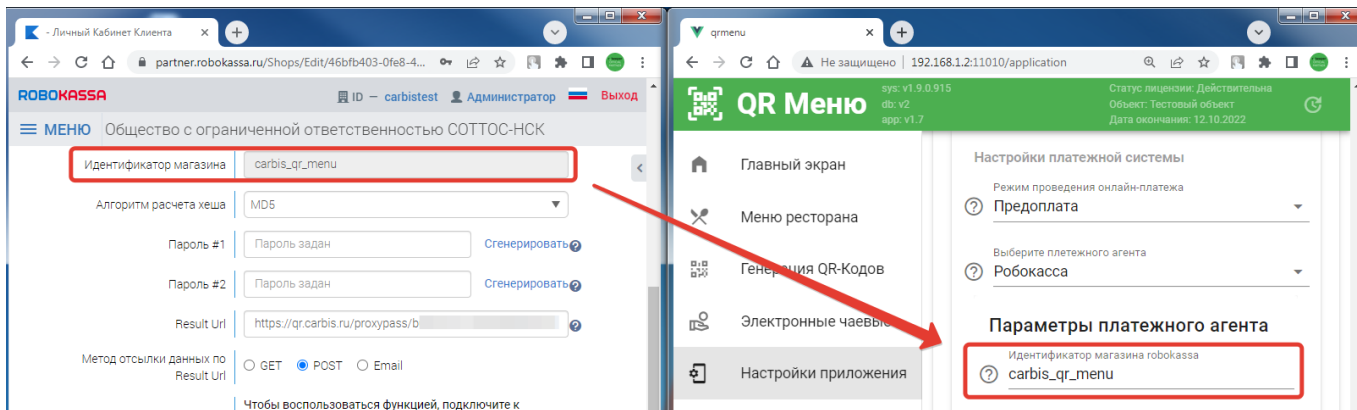 - Личный Кабинет Клиента
partner.robokassa.ru/Shops/Edit/46bfb403-0fe8-4...
ROBOKASSA
ID — carbistest
Администратор
Выход
МЕНЮ
Общество с ограниченной ответственностью СОТТОС-НСК
Идентификатор магазина
carbis_qr_menu
Алгоритм расчета хеша
MD5
Пароль #1
Пароль задан
Сгенерировать
Пароль #2
Пароль задан
Сгенерировать
Result Url
https://qr.carbis.ru/proxypass/b
Метод отсылки данных по
Result Url
GET
POST
Email
Чтобы воспользоваться функцией, подключите к
qrmenu
Не защищено
192.168.1.2:11010/application
QR Меню
sys: v1.9.0.915
db: v2
app: v1.7
Статус лицензии: Действительна
Объект: Тестовый объект
Дата окончания: 12.10.2022
Главный экран
Меню ресторана
Генерация QR-Кодов
Электронные чаевые
Настройки приложения
Настройки платежной системы
Режим проведения онлайн-платежа
Предоплата
Выберите плетежного агента
Робокасса
Параметры платежного агента
Идентификатор магазина robokassa
carbis_qr_menu